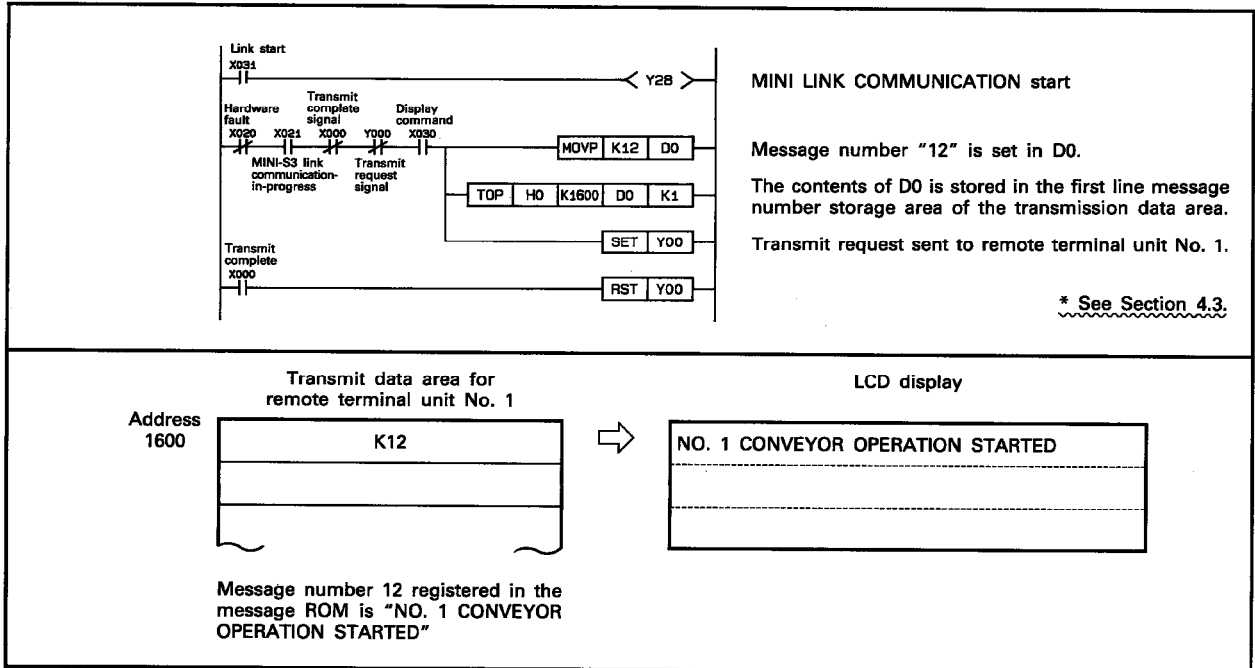 Link start
X031
Y28
MINI LINK COMMUNICATION start
Hardware fault
Transmit complete signal
Display command
X020 X021 X000 Y000 X030
MINI-S3 link communication-in-progress
Transmit request signal
MOVP K12 D0
Message number "12" is set in D0.
TOP H0 K1600 D0 K1
The contents of D0 is stored in the first line message
number storage area of the transmission data area.
SET Y00
Transmit request sent to remote terminal unit No. 1.
Transmit complete
X000
RST Y00
* See Section 4.3.
Transmit data area for
remote terminal unit No. 1
LCD display
Address
1600
K12
NO. 1 CONVEYOR OPERATION STARTED
Message number 12 registered in the
message ROM is "NO. 1 CONVEYOR
OPERATION STARTED"